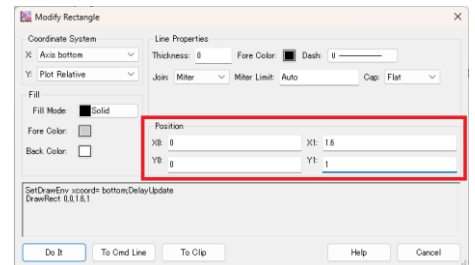 Modify Rectangle
Coordinate System
X: Axis bottom
Y: Plot Relative
Line Properties
Thickness: 0 Fore Color: Dash: 0
Join: Miter Miter Limit: Auto Cap: Flat
Fill
Fill Mode: Solid
Fore Color:
Back Color:
Position
X0: 0 X1: 1.6
Y0: 0 Y1: 1
SetDrawEnv xcoord= bottom;DelayUpdate
DrawRect 0,0,1.6,1
Do It To Cmd Line To Clip Help Cancel